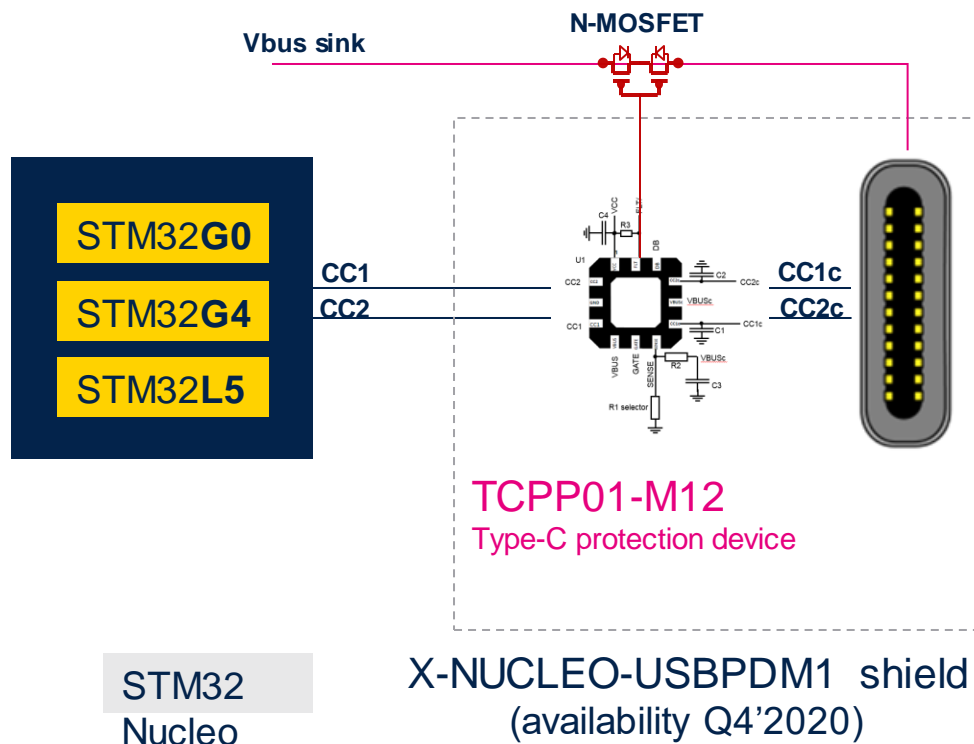 N-MOSFET
Vbus sink
STM32G0
STM32G4
STM32L5
CC1
CC2
VCC
C4
R3
DB
U1
CC2
CC1
C2
CC2c
VBUSc
CC1c
C1
VBUS
GATE
SENSE
R2
VBUSc
C3
R1 selector
CC1c
CC2c
TCPP01-M12
Type-C protection device
STM32
Nucleo
X-NUCLEO-USBPDM1 shield
(availability Q4'2020)